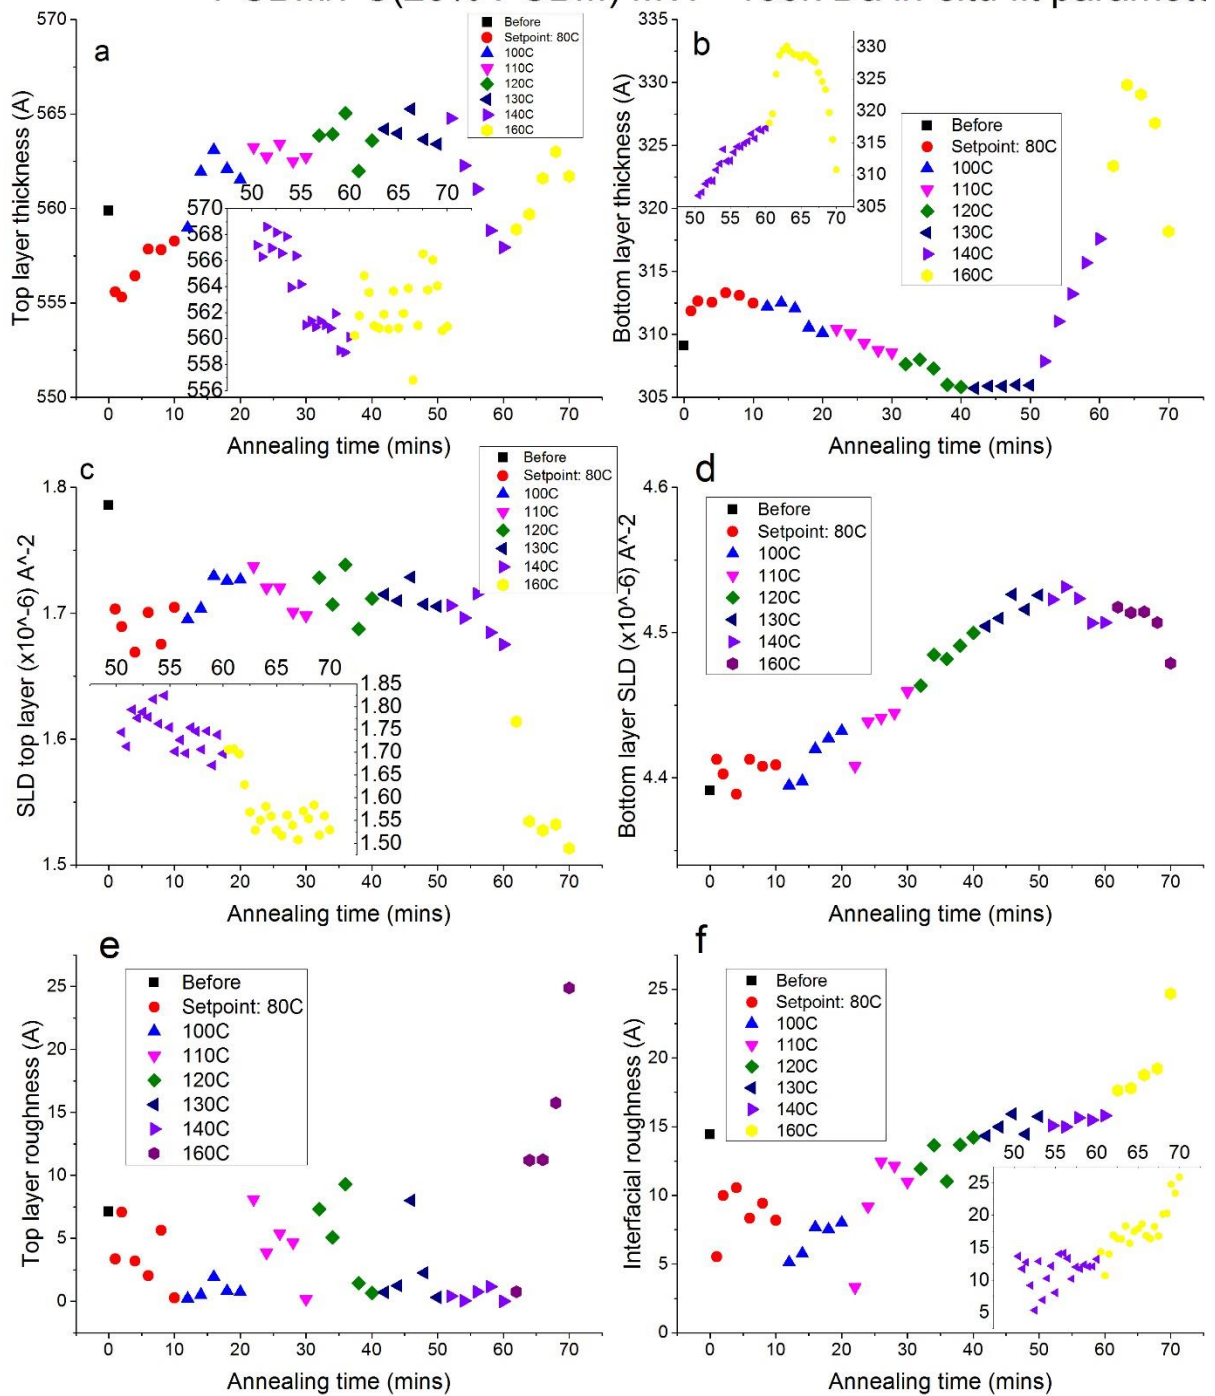 in-situ fit
a
Before
Setpoint: 80C
100C
110C
120C
130C
140C
160C
Top layer thickness (A)
570
565
560
555
550
50 55 60 65 70
570
568
566
564
562
560
558
556
0 10 20 30 40 50 60 70
Annealing time (mins)
b
Before
Setpoint: 80C
100C
110C
120C
130C
140C
160C
Bottom layer thickness (A)
335
330
325
320
315
310
305
330
325
320
315
310
305
50 55 60 65 70
0 10 20 30 40 50 60 70
Annealing time (mins)
c
Before
Setpoint: 80C
100C
110C
120C
130C
140C
160C
SLD top layer (x10^-6) A^-2
1.8
1.7
1.6
1.5
50 55 60 65 70
1.85
1.80
1.75
1.70
1.65
1.60
1.55
1.50
0 10 20 30 40 50 60 70
Annealing time (mins)
d
Before
Setpoint: 80C
100C
110C
120C
130C
140C
160C
Bottom layer SLD (x10^-6) A^-2
4.6
4.5
4.4
0 10 20 30 40 50 60 70
Annealing time (mins)
e
Before
Setpoint: 80C
100C
110C
120C
130C
140C
160C
Top layer roughness (A)
25
20
15
10
5
0
0 10 20 30 40 50 60 70
Annealing time (mins)
f
Before
Setpoint: 80C
100C
110C
120C
130C
140C
160C
Interfacial roughness (A)
25
20
15
10
5
0
50 55 60 65 70
25
20
15
10
5
0 10 20 30 40 50 60 70
Annealing time (mins)